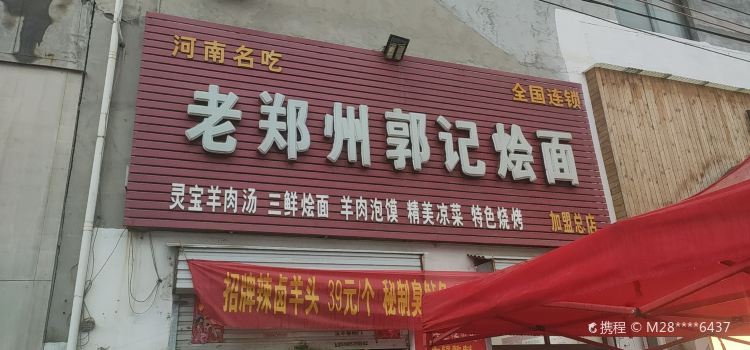 河南名吃
全国连锁
老郑州郭记烩面
灵宝羊肉汤 三鲜烩面 羊肉泡馍 精美凉菜 特色烧烤
加盟总店
招牌辣卤羊头 39元/个 秘制臭
携程 © M28****6437